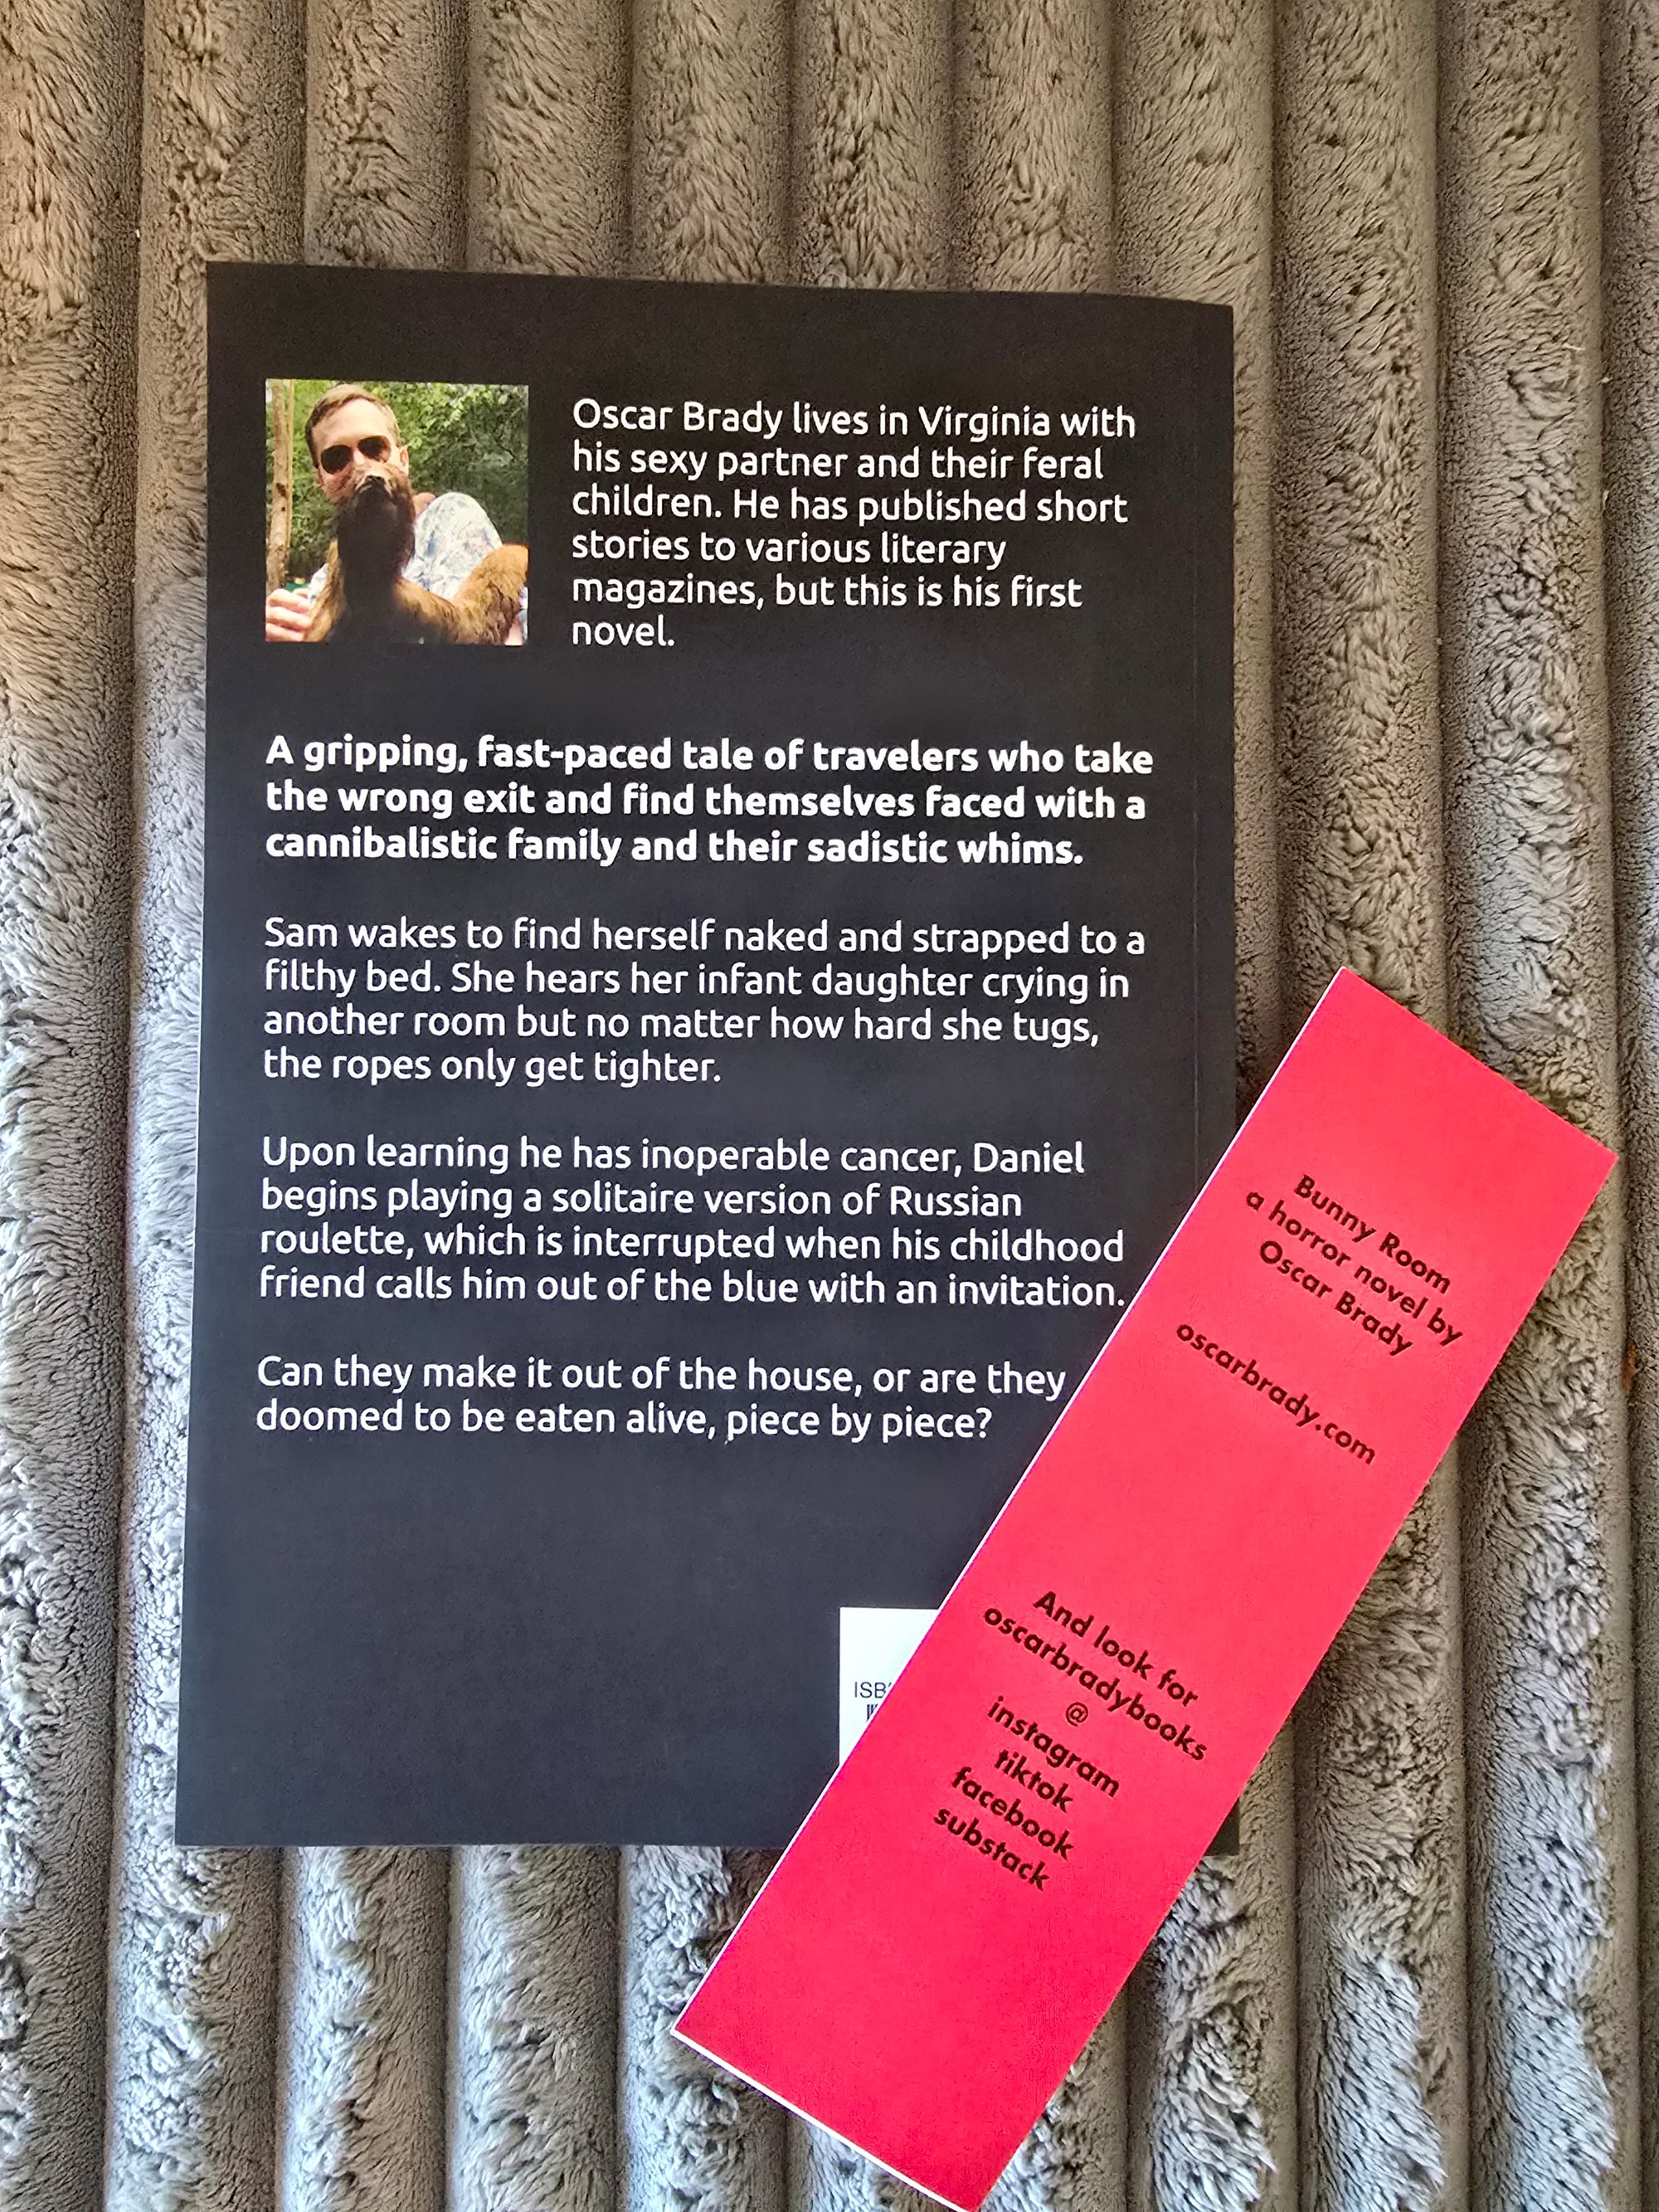 Oscar Brady lives in Virginia with
his sexy partner and their feral
children. He has published short
stories to various literary
magazines, but this is his first
novel.
A gripping, fast-paced tale of travelers who take
the wrong exit and find themselves faced with a
cannibalistic family and their sadistic whims.
Sam wakes to find herself naked and strapped to a
filthy bed. She hears her infant daughter crying in
another room but no matter how hard she tugs,
the ropes only get tighter.
Upon learning he has inoperable cancer, Daniel
begins playing a solitaire version of Russian
roulette, which is interrupted when his childhood
friend calls him out of the blue with an invitation.
Can they make it out of the house, or are they
doomed to be eaten alive, piece by piece?
Bunny Room
a horror novel by
Oscar Brady
oscarbrady.com
And look for
oscarbradybooks
@
instagram
tiktok
facebook
substack